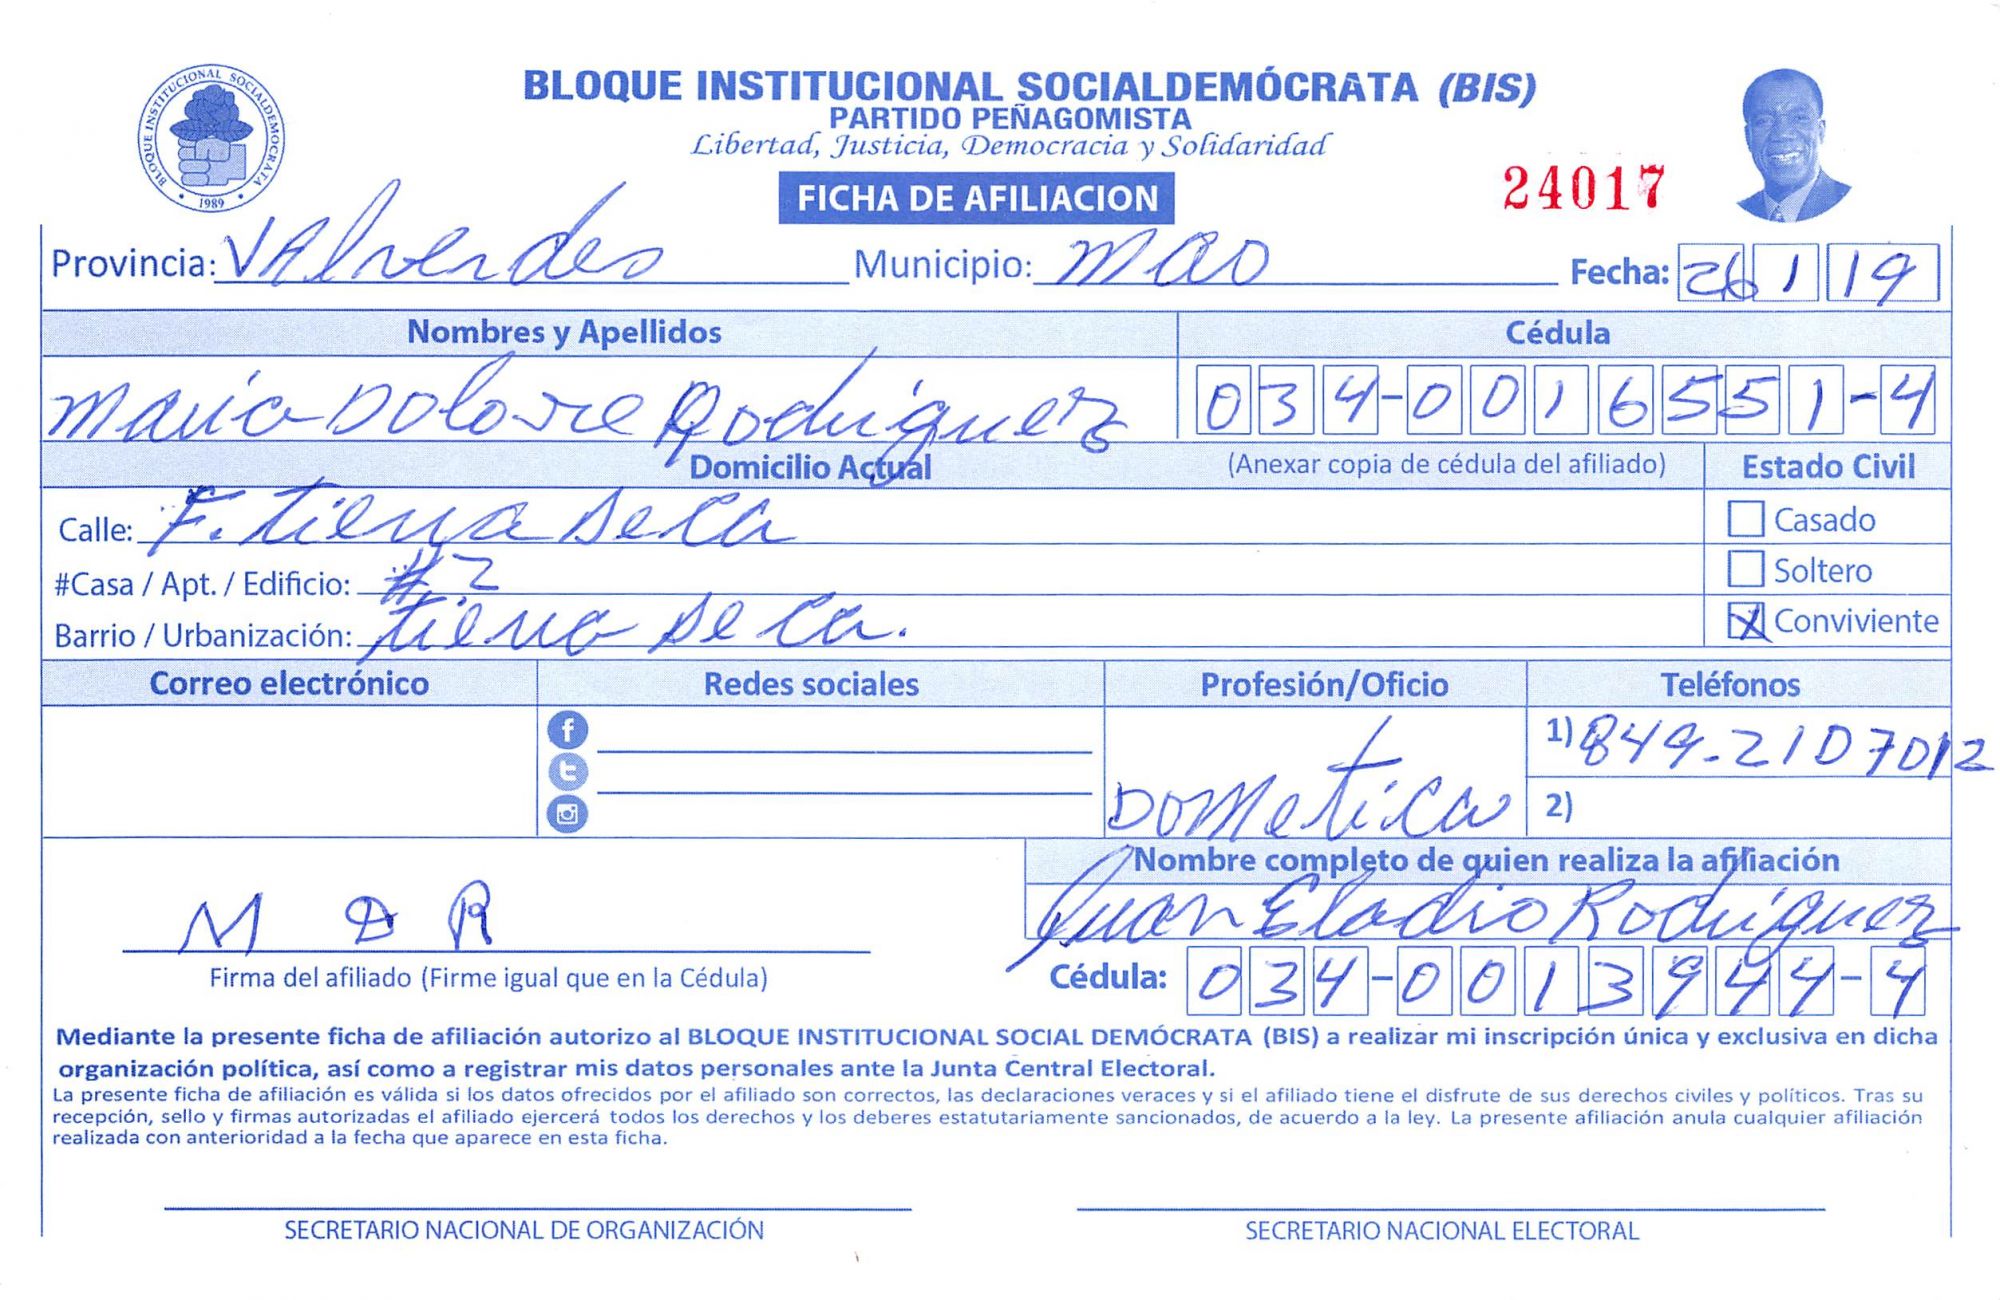 BLOQUE INSTITUCIONAL SOCIALDEMOCRATA
1989
BLOQUE INSTITUCIONAL SOCIALDEMÓCRATA (BIS)
PARTIDO PEÑAGOMISTA
Libertad, Justicia, Democracia y Solidaridad
FICHA DE AFILIACION
24017
Provincia: VAlverdes Municipio: MAO Fecha: 26 1 19
Nombres y Apellidos Cédula
Maria Dolore Rodriguez 034-0016551-4
Domicilio Actual (Anexar copia de cédula del afiliado) Estado Civil
Calle: F. tierra seca Casado
#Casa / Apt. / Edificio: #.2 Soltero
Barrio / Urbanización: tierra seca. X Conviviente
Correo electrónico Redes sociales Profesión/Oficio Teléfonos
1) 849-2107012
Dometica 2)
Nombre completo de quien realiza la afiliación
M D R Juan Eladio Rodriguez
Firma del afiliado (Firme igual que en la Cédula) Cédula: 034-0013944-4
Mediante la presente ficha de afiliación autorizo al BLOQUE INSTITUCIONAL SOCIAL DEMÓCRATA (BIS) a realizar mi inscripción única y exclusiva en dicha
organización política, así como a registrar mis datos personales ante la Junta Central Electoral.
La presente ficha de afiliación es válida si los datos ofrecidos por el afiliado son correctos, las declaraciones veraces y si el afiliado tiene el disfrute de sus derechos civiles y políticos. Tras su
recepción, sello y firmas autorizadas el afiliado ejercerá todos los derechos y los deberes estatutariamente sancionados, de acuerdo a la ley. La presente afiliación anula cualquier afiliación
realizada con anterioridad a la fecha que aparece en esta ficha.
SECRETARIO NACIONAL DE ORGANIZACIÓN SECRETARIO NACIONAL ELECTORAL